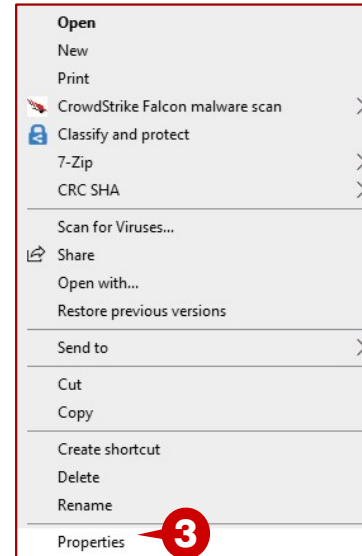 Open
New
Print
CrowdStrike Falcon malware scan
Classify and protect
7-Zip
CRC SHA
Scan for Viruses...
Share
Open with...
Restore previous versions
Send to
Cut
Copy
Create shortcut
Delete
Rename
Properties 3